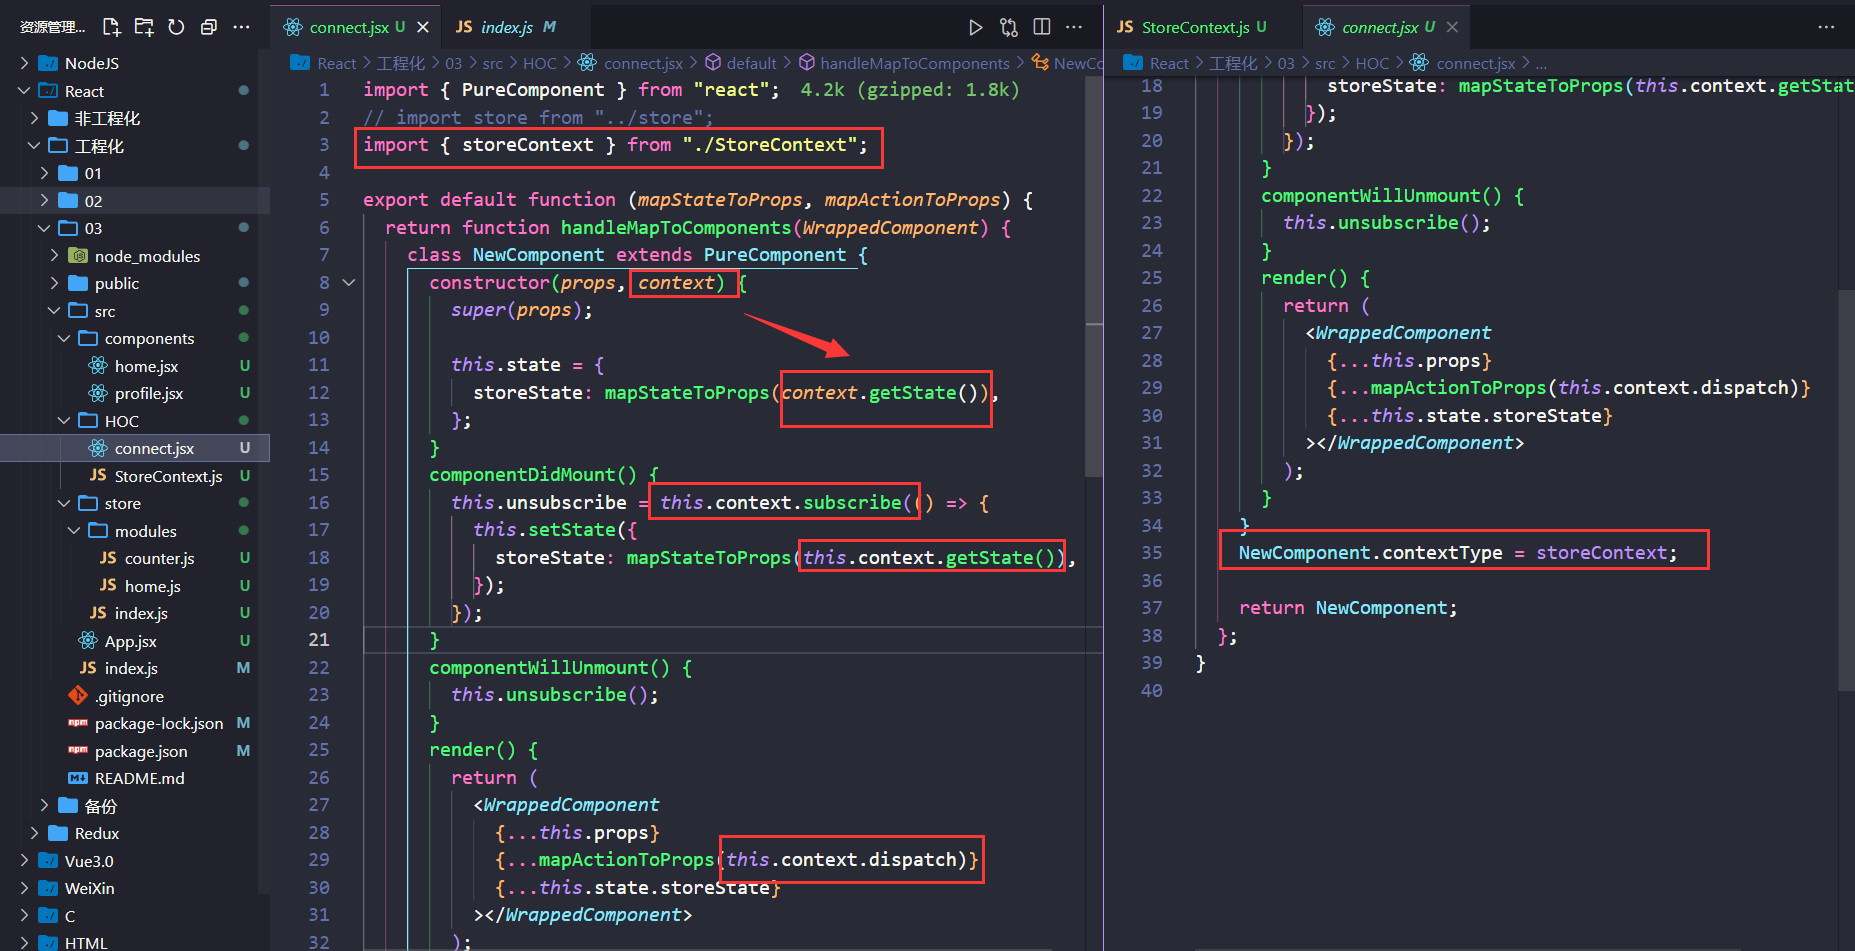 资源管理...
NodeJS
React
非工程化
工程化
01
02
03
node_modules
public
src
components
home.jsx U
profile.jsx U
HOC
connect.jsx U
StoreContext.js U
store
modules
counter.js U
home.js U
index.js U
App.jsx U
index.js M
.gitignore
package-lock.json M
package.json M
README.md
备份
Redux
Vue3.0
WeiXin
C
HTML
connect.jsx U
JS index.js M
React > 工程化 > 03 > src > HOC > connect.jsx > default > handleMapToComponents > NewCo
1 import { PureComponent } from "react"; 4.2k (gzipped: 1.8k)
2 // import store from "../store";
3 import { storeContext } from "./StoreContext";
4
5 export default function (mapStateToProps, mapActionToProps) {
6 return function handleMapToComponents(WrappedComponent) {
7 class NewComponent extends PureComponent {
8 constructor(props, context) {
9 super(props);
10
11 this.state = {
12 storeState: mapStateToProps(context.getState()),
13 };
14 }
15 componentDidMount() {
16 this.unsubscribe = this.context.subscribe(() => {
17 this.setState({
18 storeState: mapStateToProps(this.context.getState()),
19 });
20 });
21 }
22 componentWillUnmount() {
23 this.unsubscribe();
24 }
25 render() {
26 return (
27 <WrappedComponent
28 {...this.props}
29 {...mapActionToProps(this.context.dispatch)}
30 {...this.state.storeState}
31 ></WrappedComponent>
32 );
JS StoreContext.js U
connect.jsx U
React > 工程化 > 03 > src > HOC > connect.jsx > ...
18 storeState: mapStateToProps(this.context.getStat
19 });
20 });
21 }
22 componentWillUnmount() {
23 this.unsubscribe();
24 }
25 render() {
26 return (
27 <WrappedComponent
28 {...this.props}
29 {...mapActionToProps(this.context.dispatch)}
30 {...this.state.storeState}
31 ></WrappedComponent>
32 );
33 }
34 }
35 NewComponent.contextType = storeContext;
36
37 return NewComponent;
38 };
39 }
40